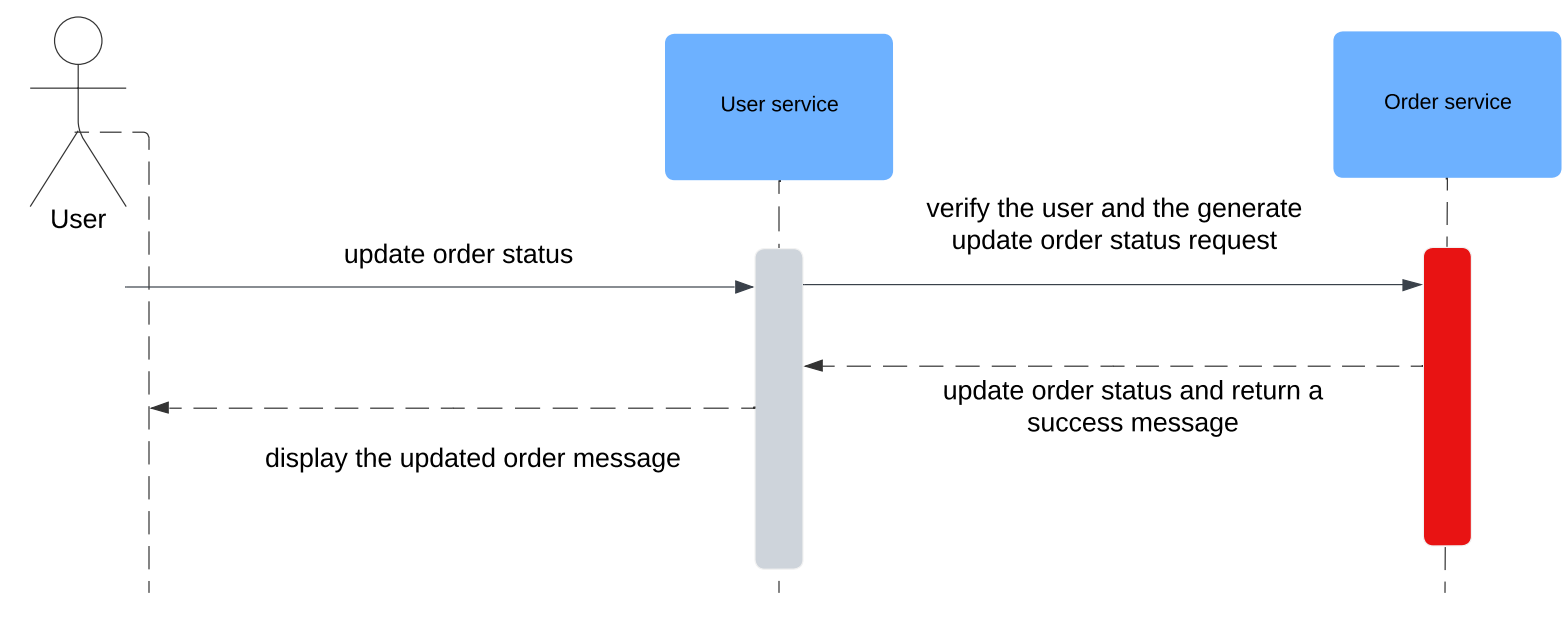 User service
Order service
User
verify the user and the generate
update order status request
update order status
update order status and return a
success message
display the updated order message